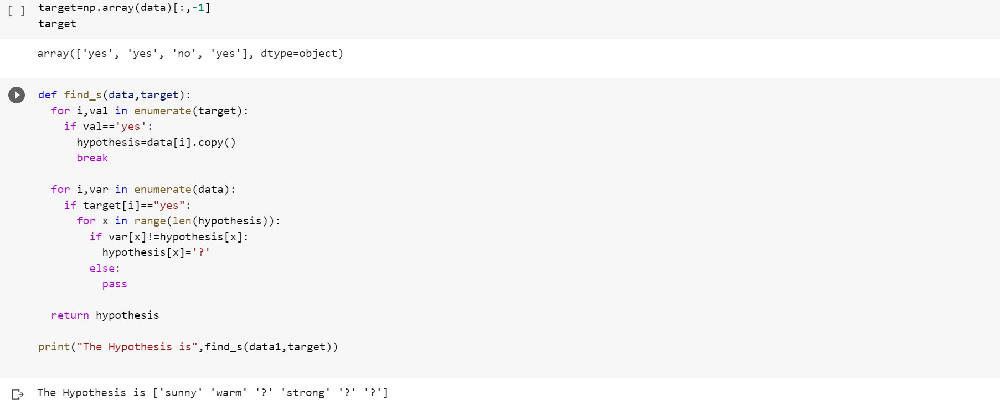 [ ] target=np.array(data)[:,-1]
target
array(['yes', 'yes', 'no', 'yes'], dtype=object)
def find_s(data,target):
  for i,val in enumerate(target):
    if val=='yes':
      hypothesis=data[i].copy()
      break
  for i,var in enumerate(data):
    if target[i]=="yes":
      for x in range(len(hypothesis)):
        if var[x]!=hypothesis[x]:
          hypothesis[x]='?'
        else:
          pass
  return hypothesis
print("The Hypothesis is",find_s(data1,target))
The Hypothesis is ['sunny' 'warm' '?' 'strong' '?' '?']